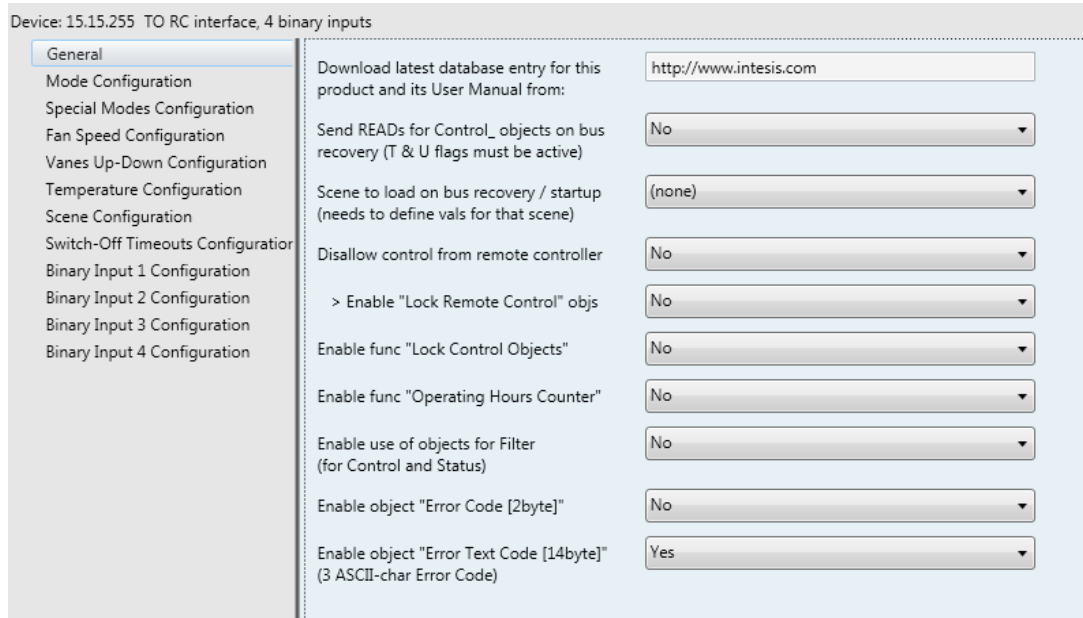 Device: 15.15.255  TO RC interface, 4 binary inputs
General
Mode Configuration
Special Modes Configuration
Fan Speed Configuration
Vanes Up-Down Configuration
Temperature Configuration
Scene Configuration
Switch-Off Timeouts Configuration
Binary Input 1 Configuration
Binary Input 2 Configuration
Binary Input 3 Configuration
Binary Input 4 Configuration
Download latest database entry for this
product and its User Manual from:
http://www.intesis.com
Send READs for Control_ objects on bus
recovery (T & U flags must be active)
No
Scene to load on bus recovery / startup
(needs to define vals for that scene)
(none)
Disallow control from remote controller
No
> Enable "Lock Remote Control" objs
No
Enable func "Lock Control Objects"
No
Enable func "Operating Hours Counter"
No
Enable use of objects for Filter
(for Control and Status)
No
Enable object "Error Code [2byte]"
No
Enable object "Error Text Code [14byte]"
(3 ASCII-char Error Code)
Yes